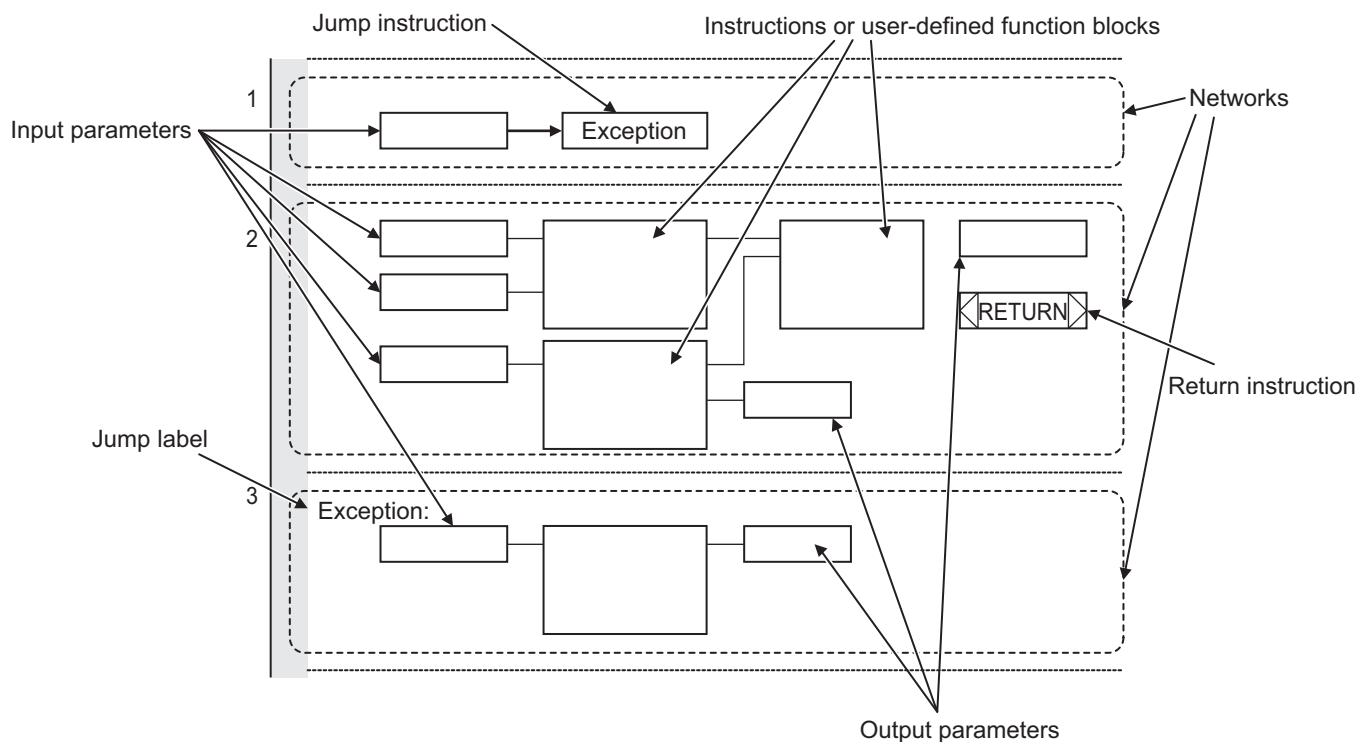 Jump instruction
Instructions or user-defined function blocks
1
Networks
Input parameters
Exception
2
RETURN
Return instruction
Jump label
3
Exception:
Output parameters